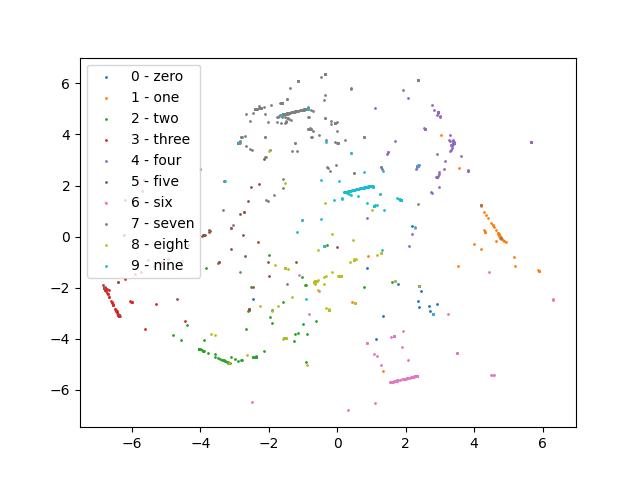 6
4
2
0
−2
−4
−6
0 - zero
1 - one
2 - two
3 - three
4 - four
5 - five
6 - six
7 - seven
8 - eight
9 - nine
−6 −4 −2 0 2 4 6